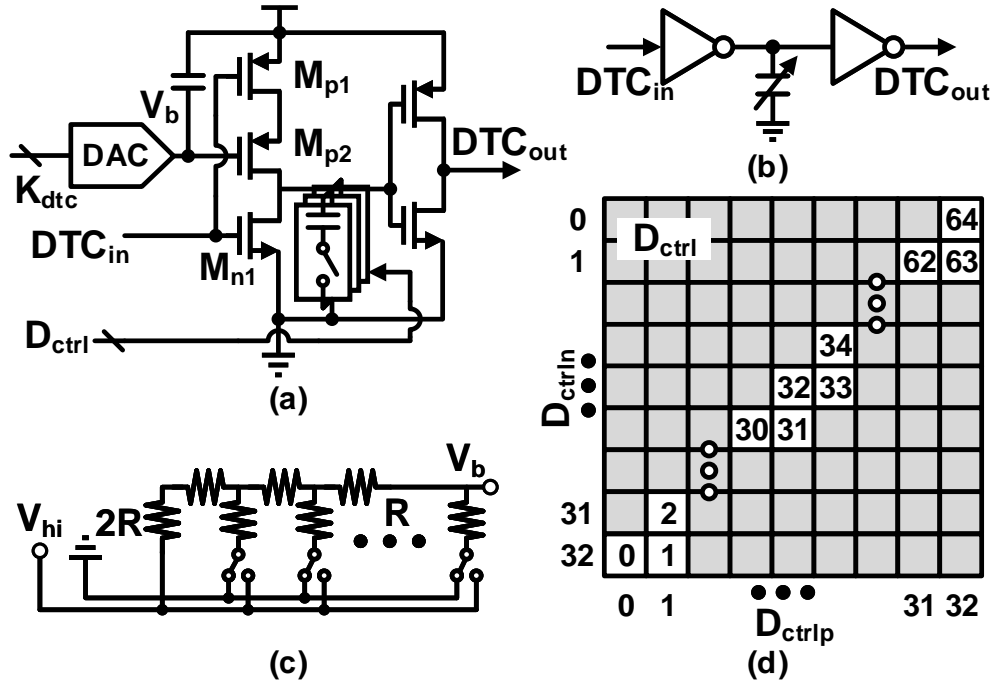 M_p1
V_b
DAC
M_p2
K_dtc
DTC_out
DTC_in
M_n1
D_ctrl
(a)
DTC_in
DTC_out
(b)
V_hi
2R
R
V_b
(c)
D_ctrl
0 64
1 62 63
34
32 33
D_ctrln
30 31
31 2
32 0 1
0 1 31 32
D_ctrlp
(d)